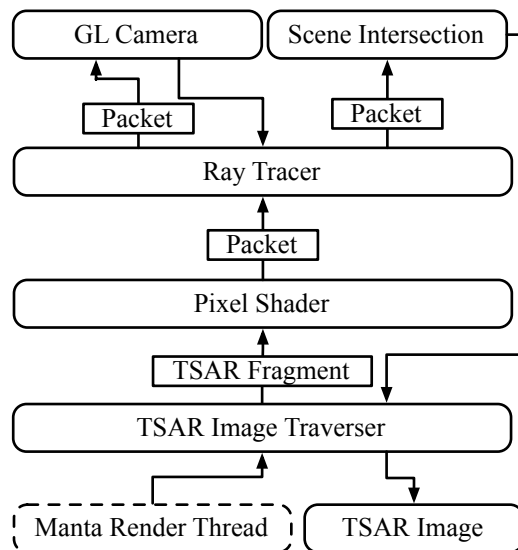 GL Camera
Scene Intersection
Packet
Packet
Ray Tracer
Packet
Pixel Shader
TSAR Fragment
TSAR Image Traverser
Manta Render Thread
TSAR Image